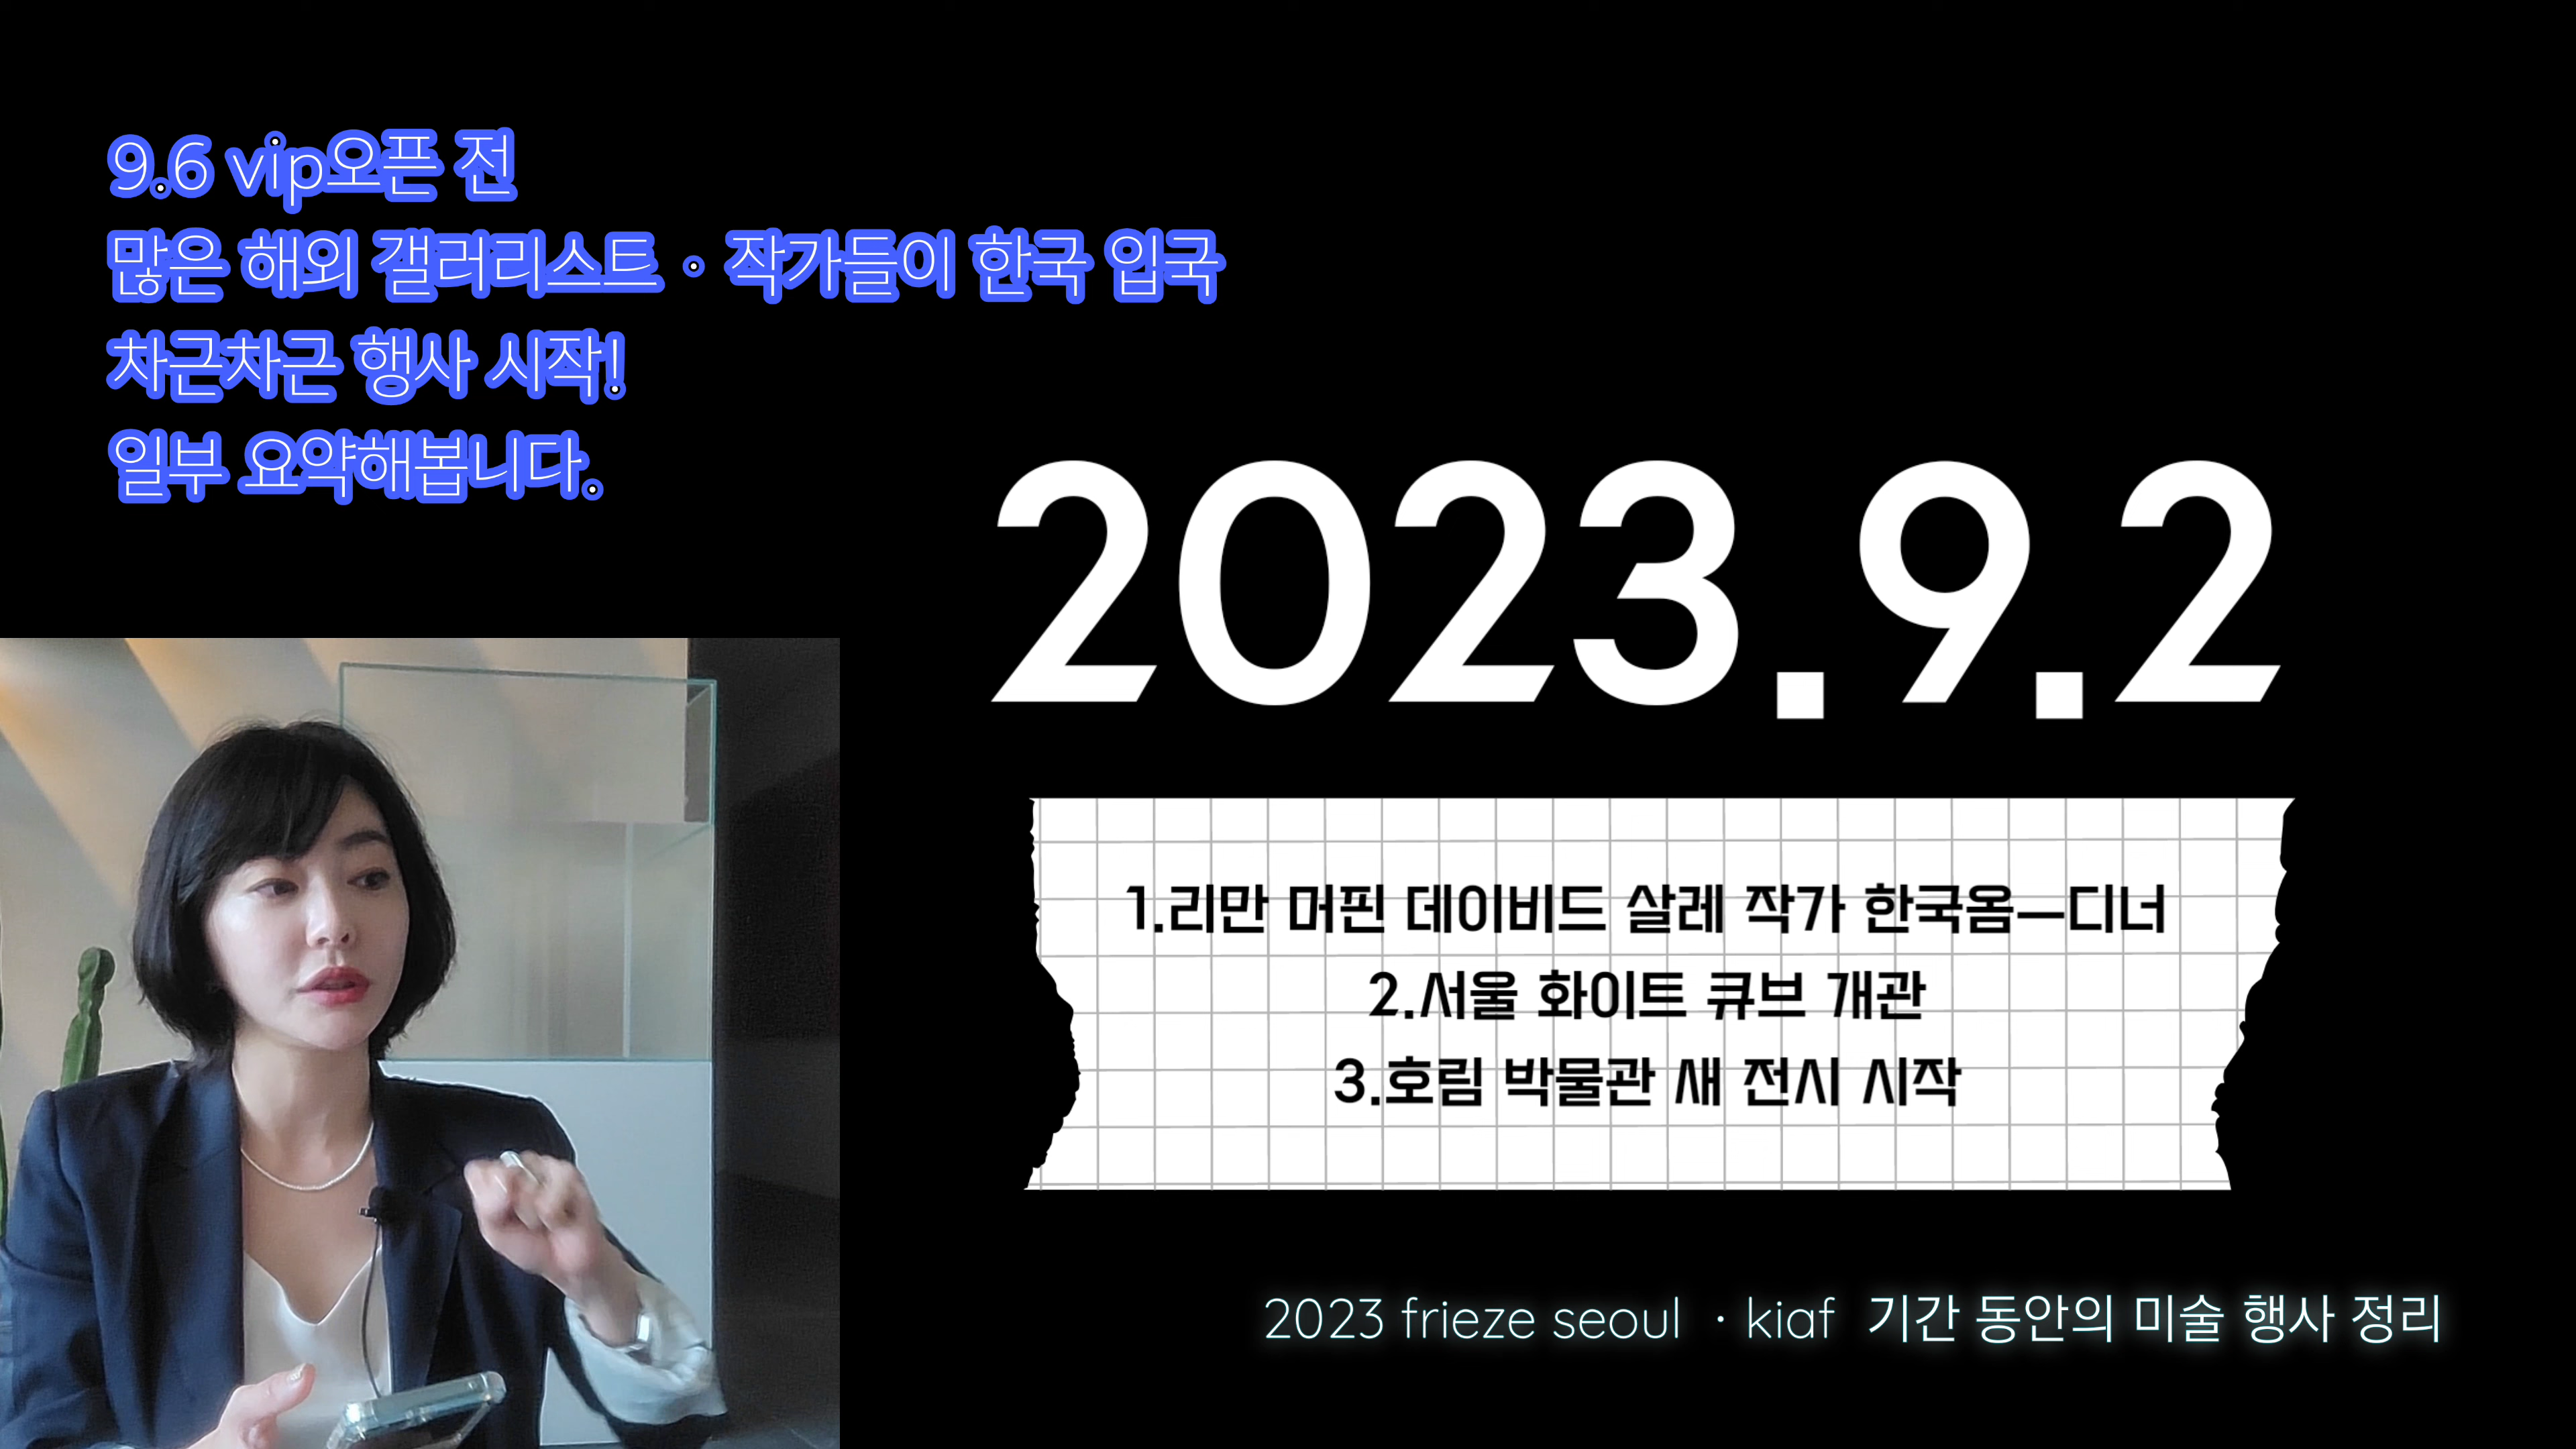 9.6 vip오픈 전
많은 해외 갤러리스트 · 작가들이 한국 입국
차근차근 행사 시작!
일부 요약해봅니다.
2023.9.2
1.리만 머핀 데이비드 살레 작가 한국옴—디너
2.서울 화이트 큐브 개관
3.호림 박물관 새 전시 시작
2023 frieze seoul · kiaf 기간 동안의 미술 행사 정리